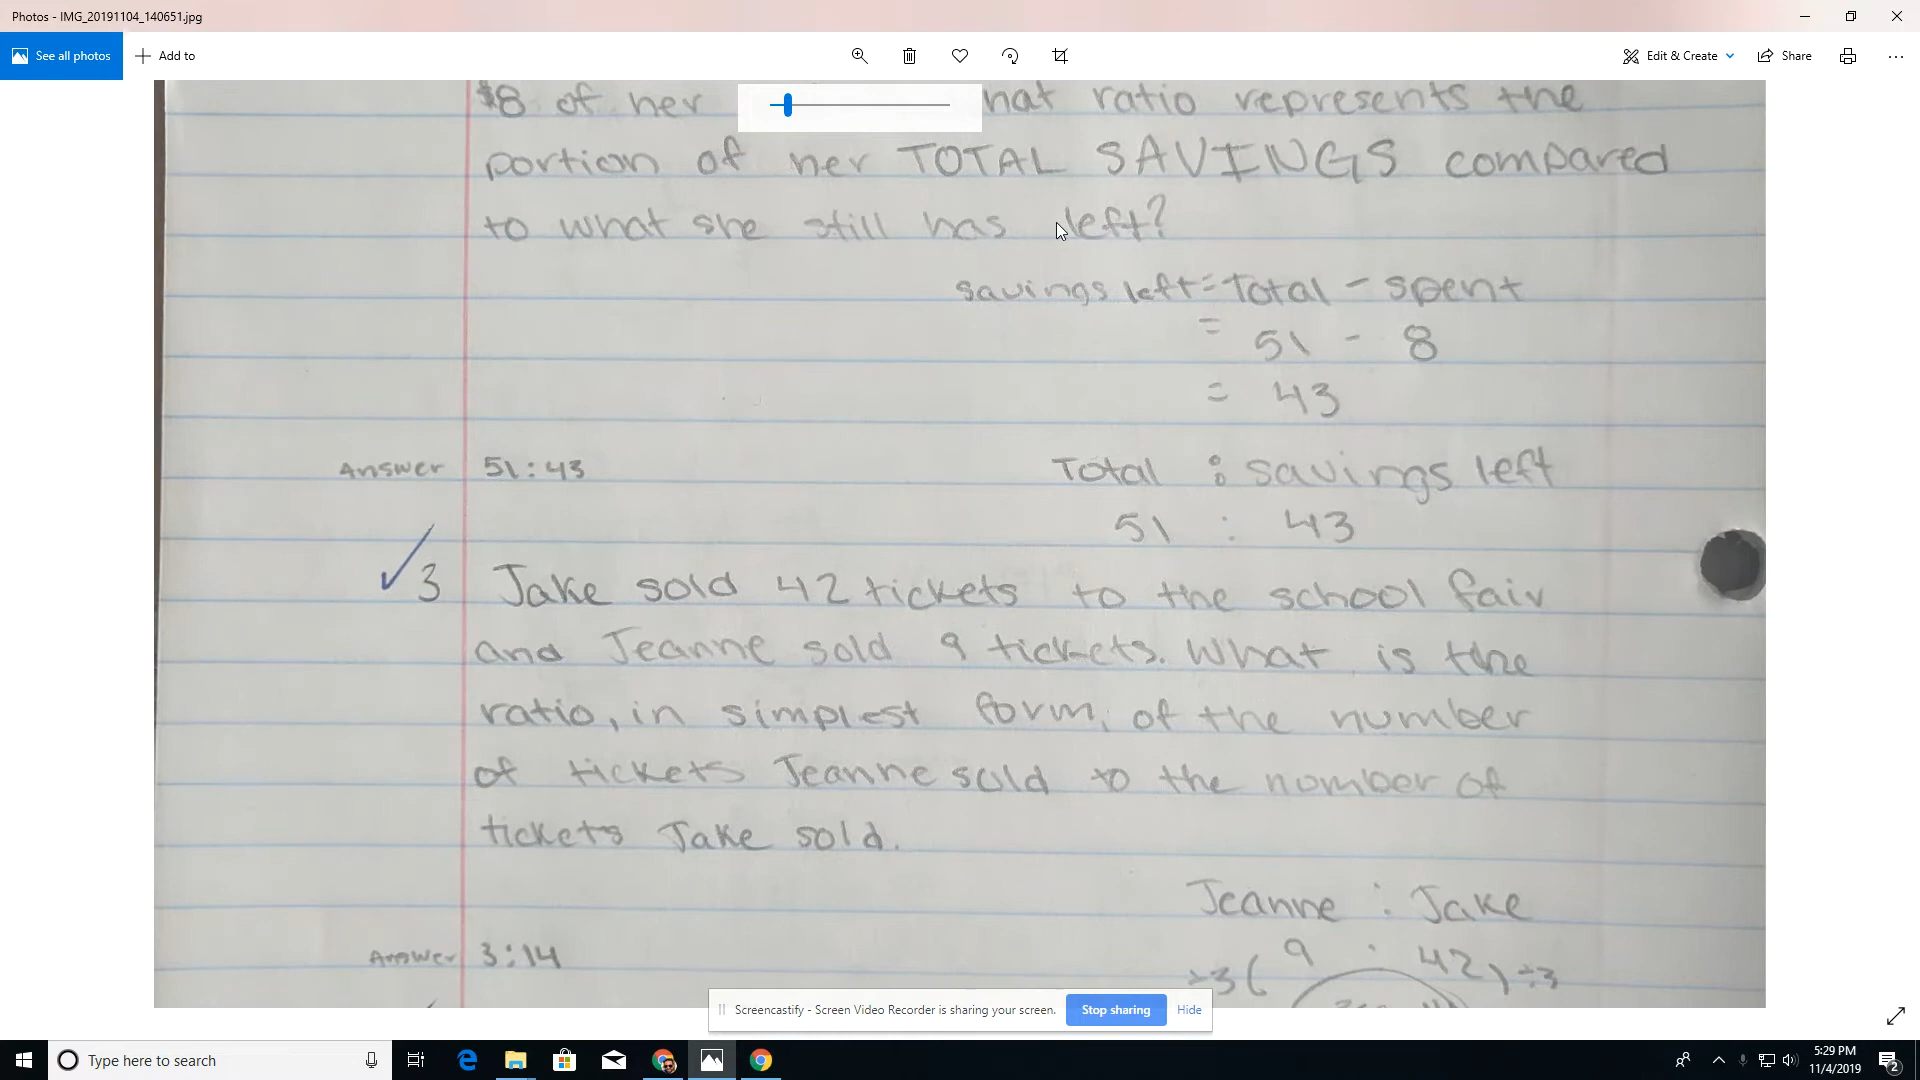 Photos - IMG_20191104_140651.jpg
See all photos
Add to
Edit & Create
Share
$8 of her hat ratio represents the
portion of her TOTAL SAVINGS compared
to what she still has left?
savings left = Total - spent
= 51 - 8
= 43
Answer 51:43
Total : savings left
51 : 43
3 Jake sold 42 tickets to the school fair
and Jeanne sold 9 tickets. What is the
ratio, in simplest form, of the number
of tickets Jeanne sold to the number of
tickets Jake sold.
Jeanne : Jake
Answer 3:14
÷3( 9 : 42 ) ÷3
Screencastify - Screen Video Recorder is sharing your screen.
Stop sharing
Hide
Type here to search
5:29 PM
11/4/2019
2